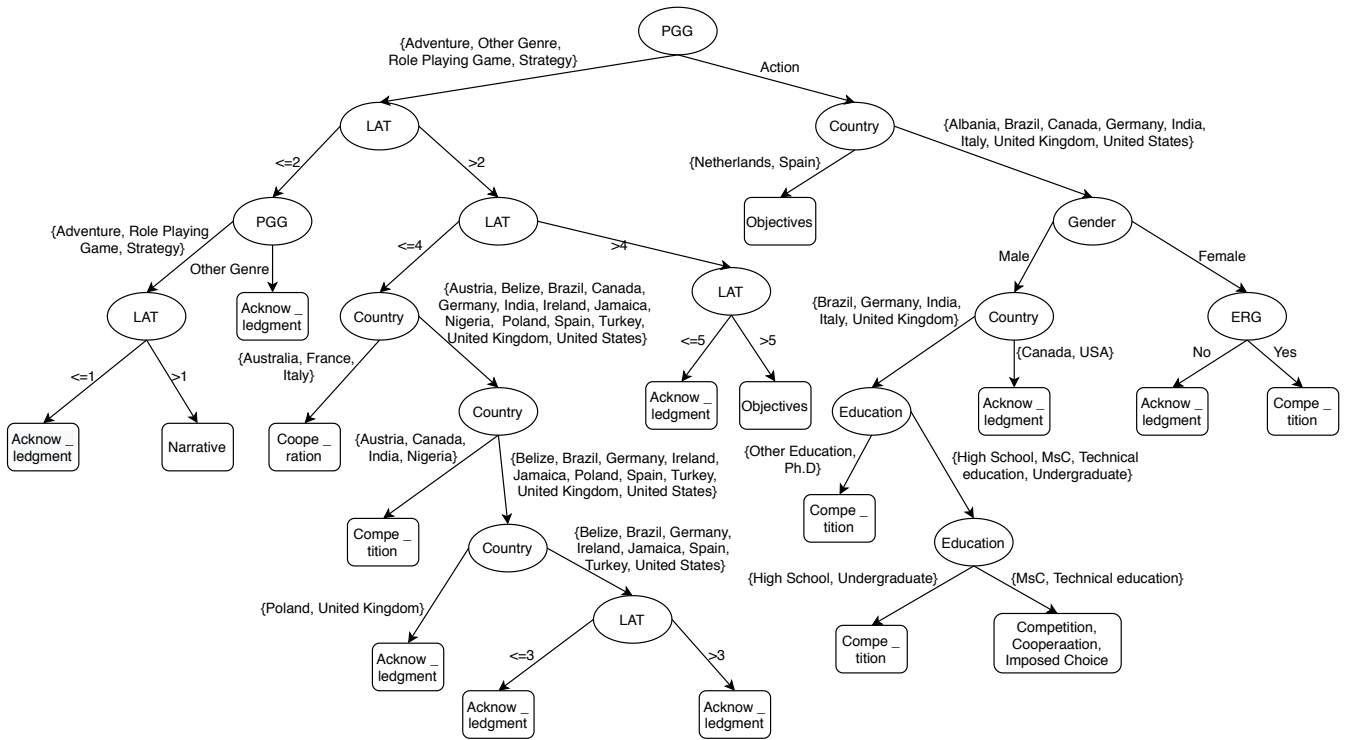 PGG
{Adventure, Other Genre,
Role Playing Game, Strategy}
Action
LAT
Country
{Albania, Brazil, Canada, Germany, India,
Italy, United Kingdom, United States}
<=2
>2
{Netherlands, Spain}
PGG
LAT
Objectives
Gender
{Adventure, Role Playing
Game, Strategy}
Other Genre
<=4
>4
Male
Female
LAT
Acknow _
ledgment
Country
{Austria, Belize, Brazil, Canada,
Germany, India, Ireland, Jamaica,
Nigeria, Poland, Spain, Turkey,
United Kingdom, United States}
LAT
{Brazil, Germany, India,
Italy, United Kingdom}
Country
ERG
<=1
>1
{Australia, France,
Italy}
<=5
>5
{Canada, USA}
No
Yes
Acknow _
ledgment
Narrative
Coope _
ration
Country
Acknow _
ledgment
Objectives
Education
Acknow _
ledgment
Acknow _
ledgment
Compe _
tition
{Austria, Canada,
India, Nigeria}
{Belize, Brazil, Germany, Ireland,
Jamaica, Poland, Spain, Turkey,
United Kingdom, United States}
{Other Education,
Ph.D}
{High School, MsC, Technical
education, Undergraduate}
Compe _
tition
Country
{Belize, Brazil, Germany,
Ireland, Jamaica, Spain,
Turkey, United States}
Compe _
tition
Education
{Poland, United Kingdom}
LAT
{High School, Undergraduate}
{MsC, Technical education}
Acknow _
ledgment
<=3
>3
Compe _
tition
Competition,
Cooperaation,
Imposed Choice
Acknow _
ledgment
Acknow _
ledgment